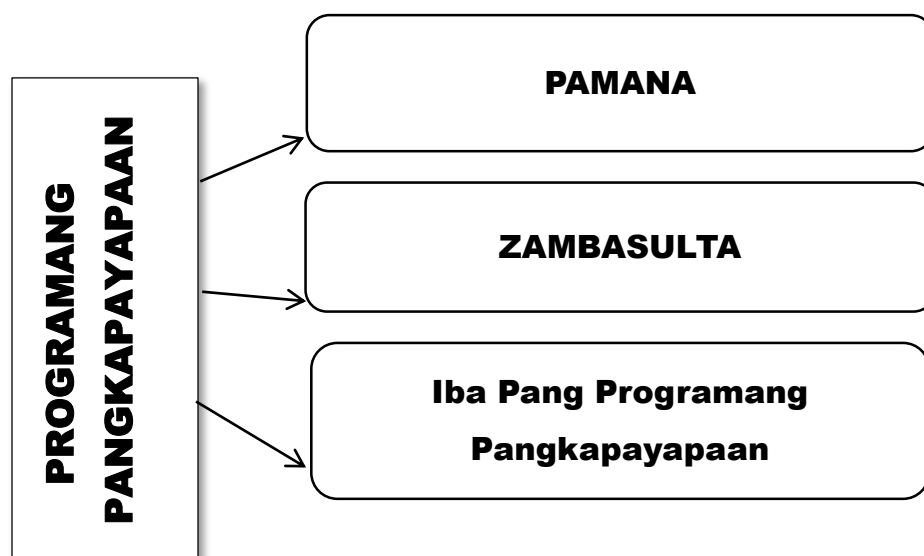 PROGRAMANG
PANGKAPAYAPAAN
PAMANA
ZAMBASULTA
Iba Pang Programang
Pangkapayapaan